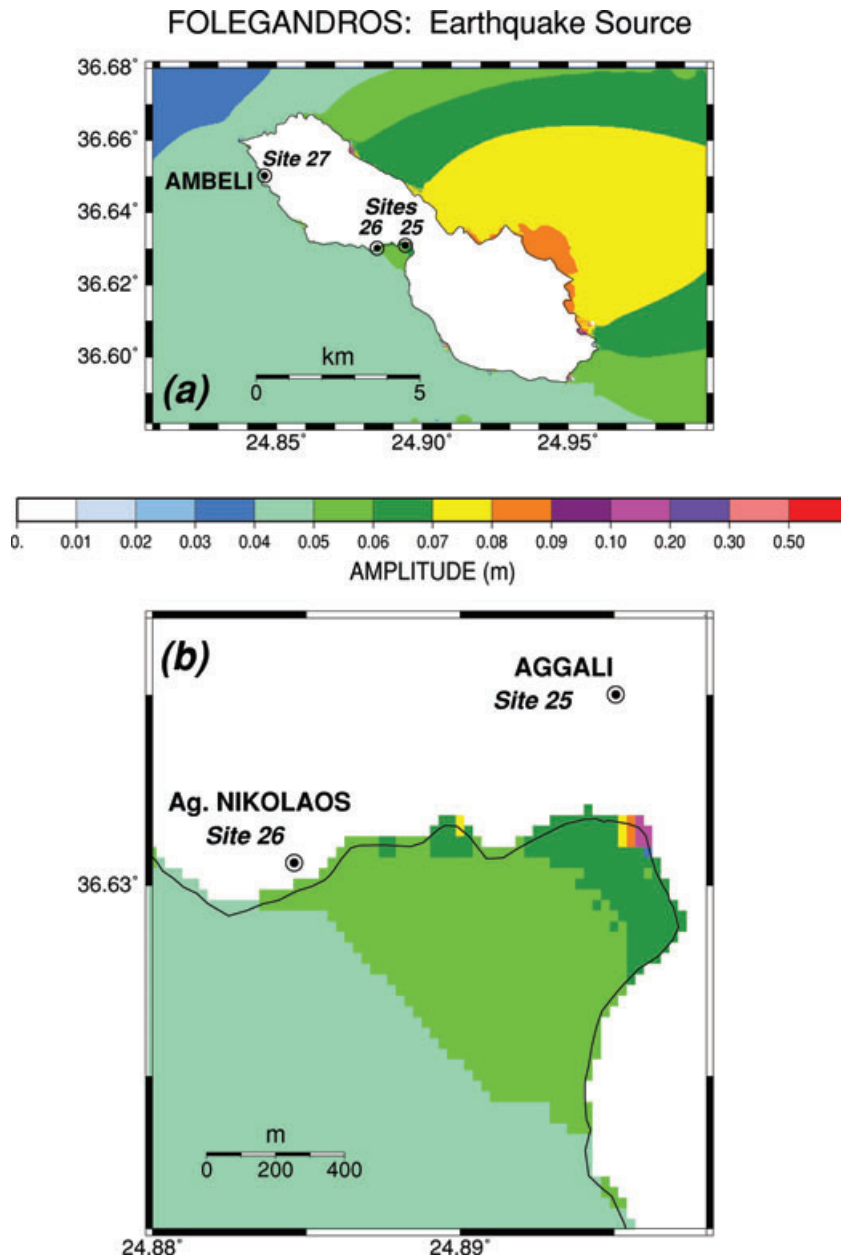 FOLEGANDROS: Earthquake Source
36.68°
36.66°
36.64°
36.62°
36.60°
Site 27
AMBELI
Sites
26 25
km
0 5
(a)
24.85° 24.90° 24.95°
0. 0.01 0.02 0.03 0.04 0.05 0.06 0.07 0.08 0.09 0.10 0.20 0.30 0.50
AMPLITUDE (m)
(b)
AGGALI
Site 25
Ag. NIKOLAOS
Site 26
36.63°
m
0 200 400
24.88° 24.89°